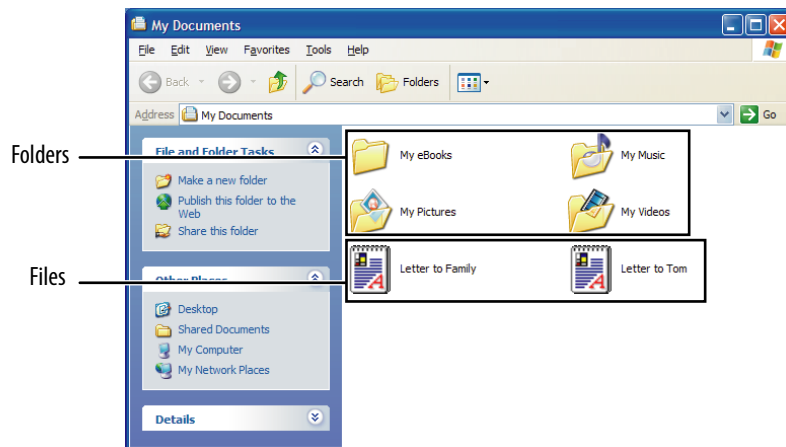 My Documents
File Edit View Favorites Tools Help
Back Search Folders
Address My Documents Go
Folders
File and Folder Tasks
Make a new folder
Publish this folder to the
Web
Share this folder
My eBooks My Music
My Pictures My Videos
Files
Letter to Family Letter to Tom
Other Places
Desktop
Shared Documents
My Computer
My Network Places
Details